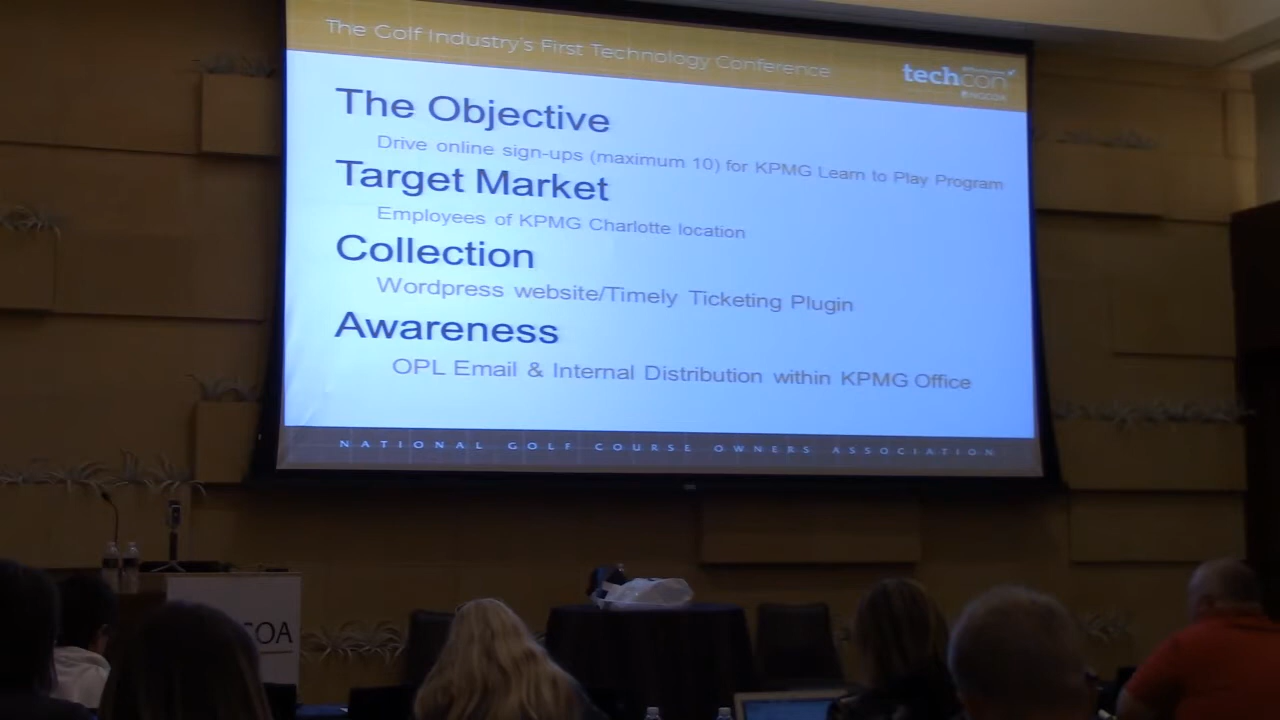 The Golf Industry's First Technology Conference
techcon
The Objective
Drive online sign-ups (maximum 10) for KPMG Learn to Play Program
Target Market
Employees of KPMG Charlotte location
Collection
Wordpress website/Timely Ticketing Plugin
Awareness
OPL Email & Internal Distribution within KPMG Office
NATIONAL GOLF COURSE OWNERS ASSOCIATION